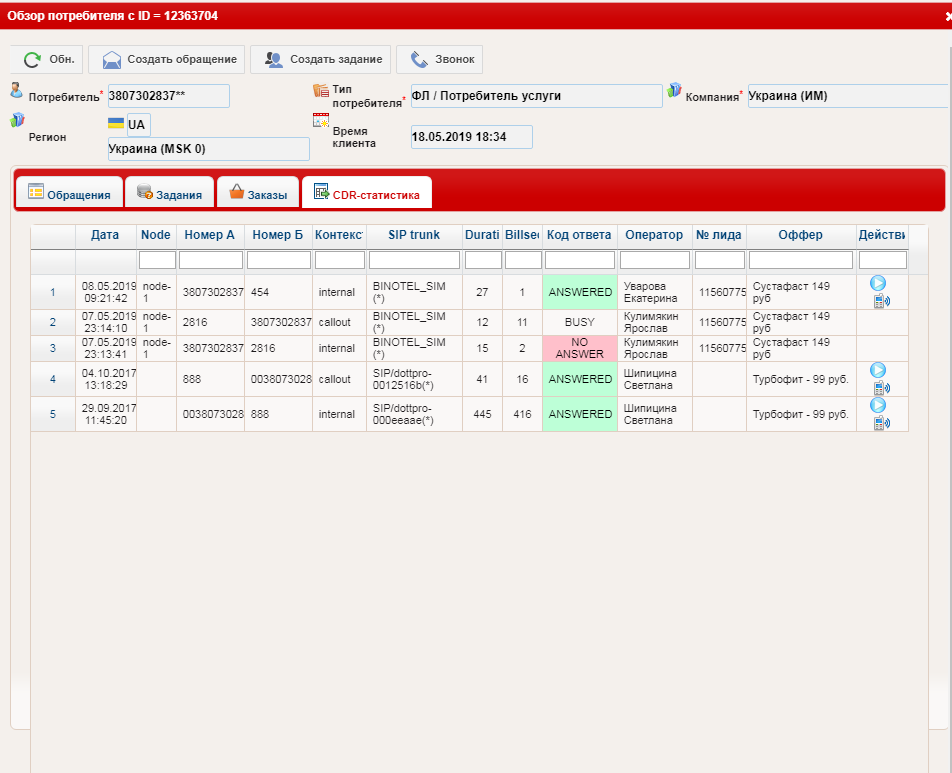 Обзор потребителя с ID = 12363704
Обн. Создать обращение Создать задание Звонок
Потребитель* 3807302837** Тип потребителя* ФЛ / Потребитель услуги Компания* Украина (ИМ)
Регион UA
Украина (MSK 0)
Время клиента 18.05.2019 18:34
Обращения Задания Заказы CDR-статистика
Дата Node Номер А Номер Б Контекс SIP trunk Durati Billsec Код ответа Оператор № лида Оффер Действи
1 08.05.2019 09:21:42 node-1 3807302837 454 internal BINOTEL_SIM (*) 27 1 ANSWERED Уварова Екатерина 11560775 Сустафаст 149 руб
2 07.05.2019 23:14:10 node-1 2816 3807302837 callout BINOTEL_SIM (*) 12 11 BUSY Кулимякин Ярослав 11560775 Сустафаст 149 руб
3 07.05.2019 23:13:41 node-1 3807302837 2816 internal BINOTEL_SIM (*) 15 2 NO ANSWER Кулимякин Ярослав 11560775 Сустафаст 149 руб
4 04.10.2017 13:18:29 888 0038073028 callout SIP/dottpro-0012516b(*) 41 16 ANSWERED Шипицина Светлана Турбофит - 99 руб.
5 29.09.2017 11:45:20 0038073028 888 internal SIP/dottpro-000eeaae(*) 445 416 ANSWERED Шипицина Светлана Турбофит - 99 руб.